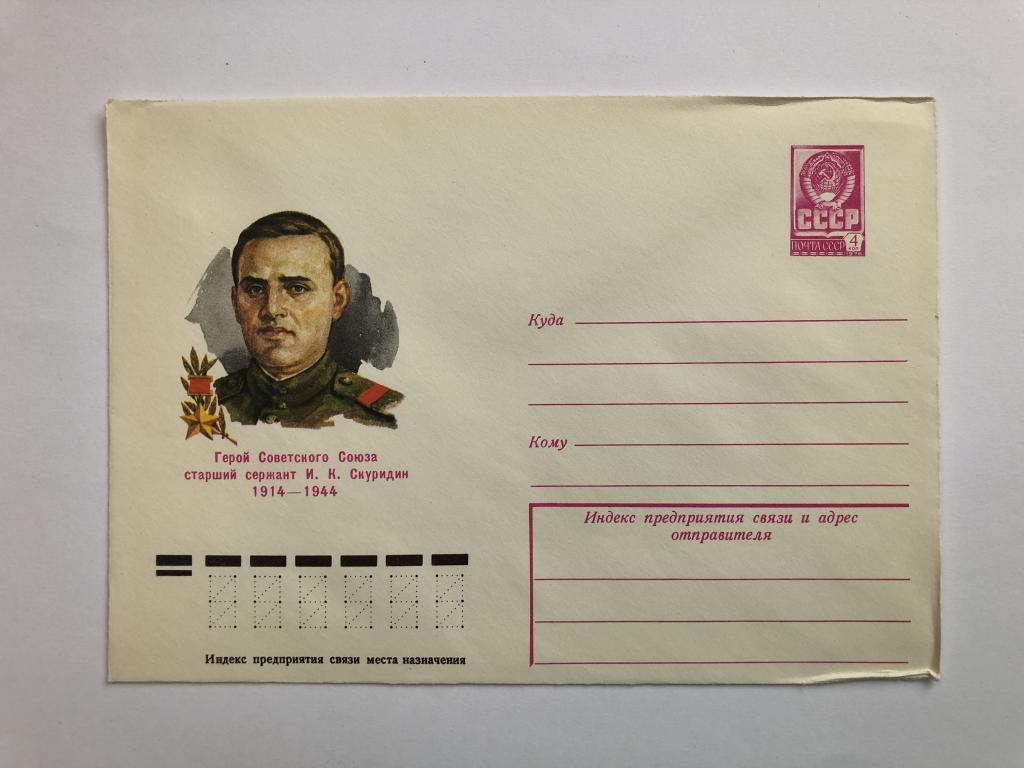 СССР
ПОЧТА СССР
4
КОП
Куда
Кому
Герой Советского Союза
старший сержант И. К. Скуридин
1914—1944
Индекс предприятия связи и адрес
отправителя
Индекс предприятия связи места назначения